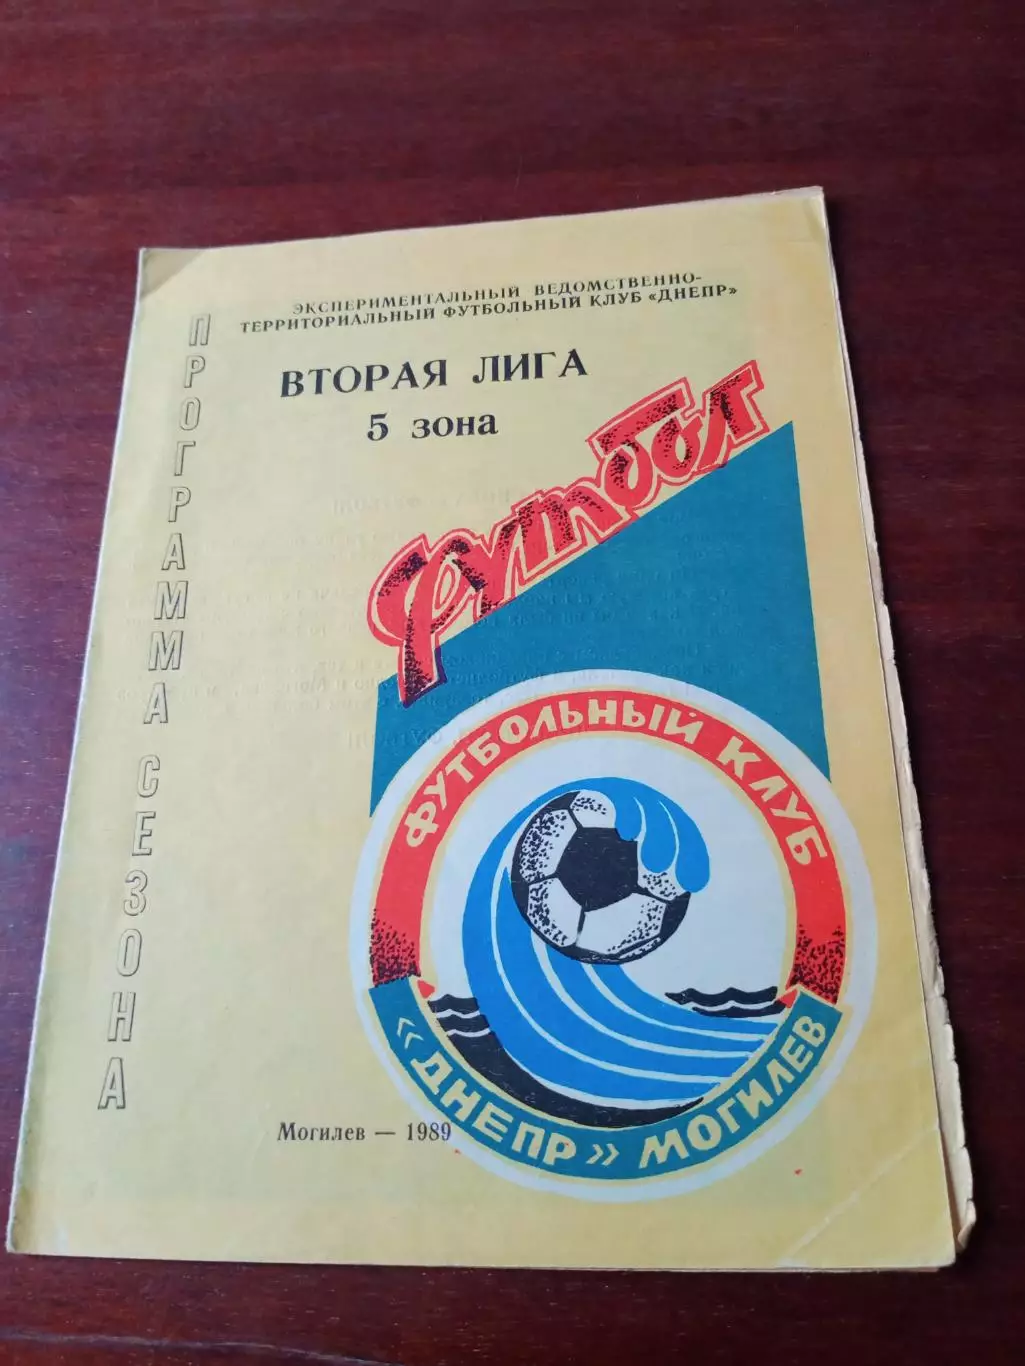 ЭКСПЕРИМЕНТАЛЬНЫЙ ВЕДОМСТВЕННО-
ТЕРРИТОРИАЛЬНЫЙ ФУТБОЛЬНЫЙ КЛУБ «ДНЕПР»
ВТОРАЯ ЛИГА
5 зона
ПРОГРАММА СЕЗОНА
футбол
ФУТБОЛЬНЫЙ КЛУБ
«ДНЕПР» МОГИЛЕВ
Могилев — 1989